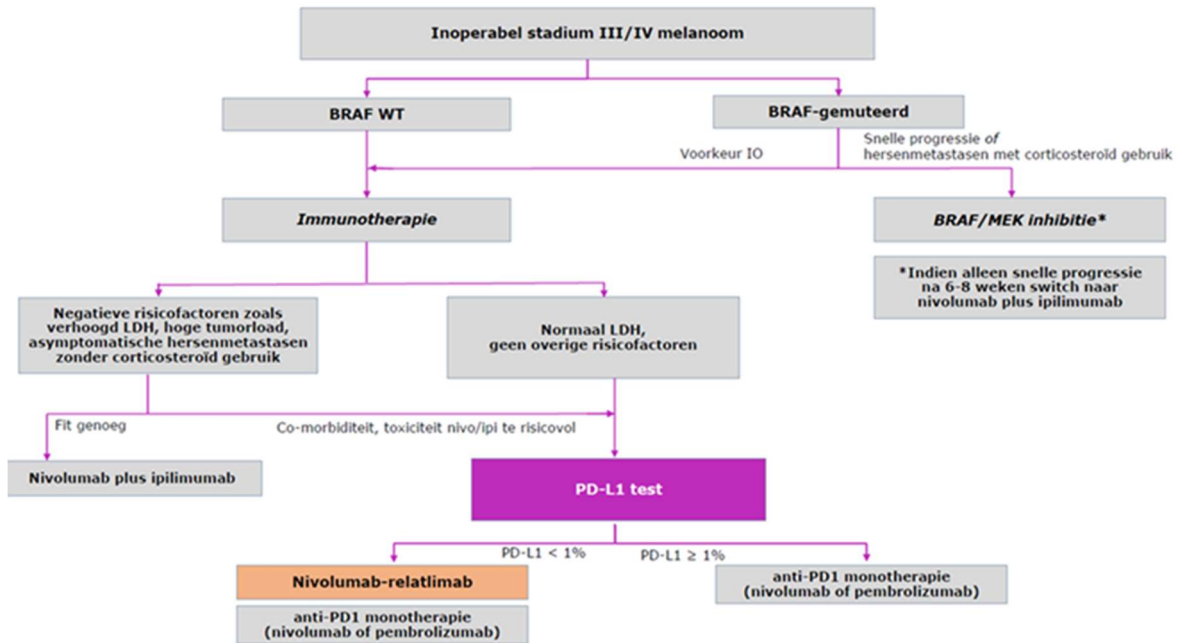 Inoperabel stadium III/IV melanoom
BRAF WT
BRAF-gemuteerd
Voorkeur IO
Snelle progressie of
hersenmetastasen met corticosteroïd gebruik
Immunotherapie
BRAF/MEK inhibitie*
*Indien alleen snelle progressie
na 6-8 weken switch naar
nivolumab plus ipilimumab
Negatieve risicofactoren zoals
verhoogd LDH, hoge tumorload,
asymptomatische hersenmetastasen
zonder corticosteroïd gebruik
Normaal LDH,
geen overige risicofactoren
Fit genoeg
Co-morbiditeit, toxiciteit nivo/ipi te risicovol
Nivolumab plus ipilimumab
PD-L1 test
PD-L1 < 1%
PD-L1 ≥ 1%
Nivolumab-relatlimab
anti-PD1 monotherapie
(nivolumab of pembrolizumab)
anti-PD1 monotherapie
(nivolumab of pembrolizumab)